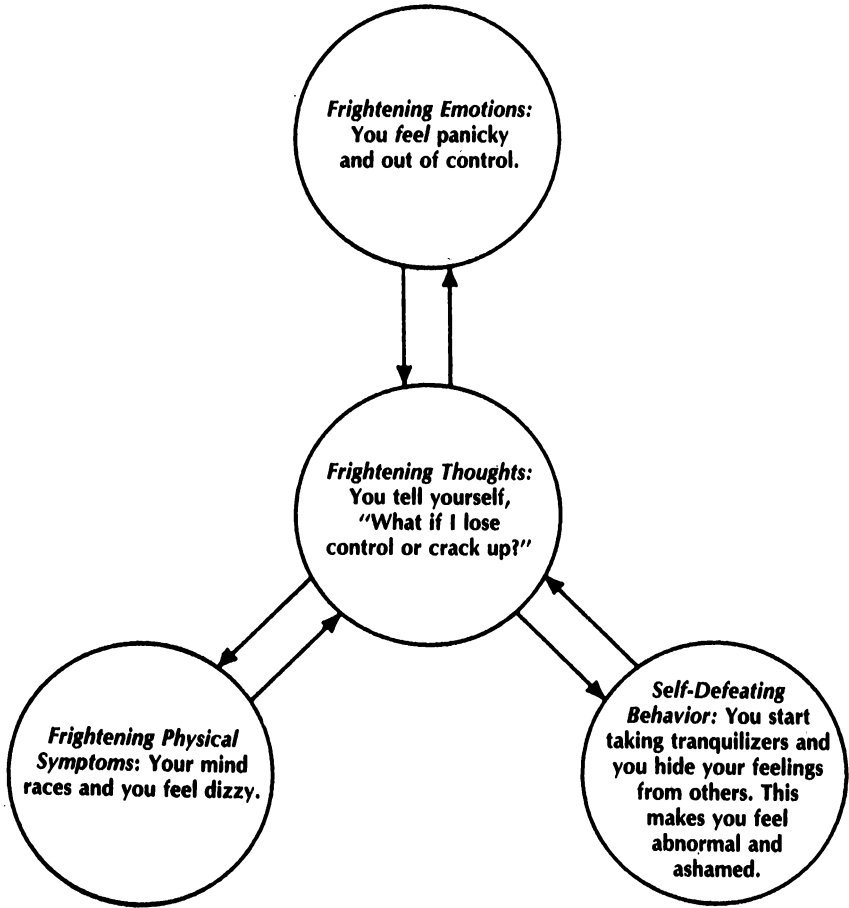 Frightening Emotions:
You feel panicky
and out of control.
Frightening Thoughts:
You tell yourself,
"What if I lose
control or crack up?"
Frightening Physical
Symptoms: Your mind
races and you feel dizzy.
Self-Defeating
Behavior: You start
taking tranquilizers and
you hide your feelings
from others. This
makes you feel
abnormal and
ashamed.